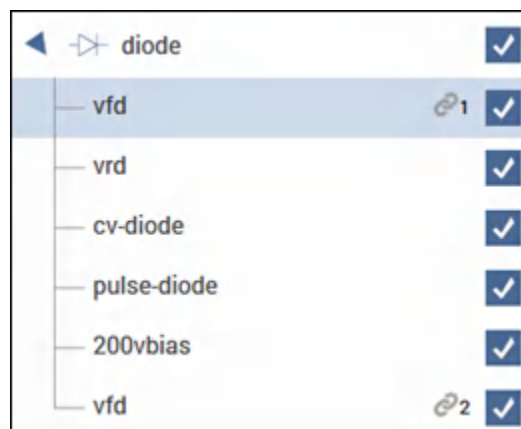 diode
vfd 1
vrd
cv-diode
pulse-diode
200vbias
vfd 2